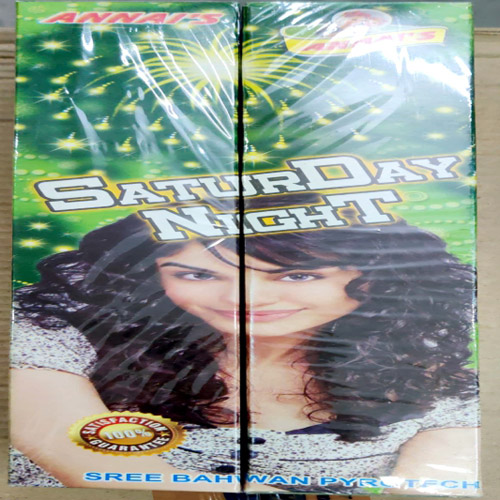 ANNAI'S
ANNAI'S
SATURDAY
NIGHT
SATISFACTION
100%
GUARANTEE
SREE BAHWAN PYROTECH